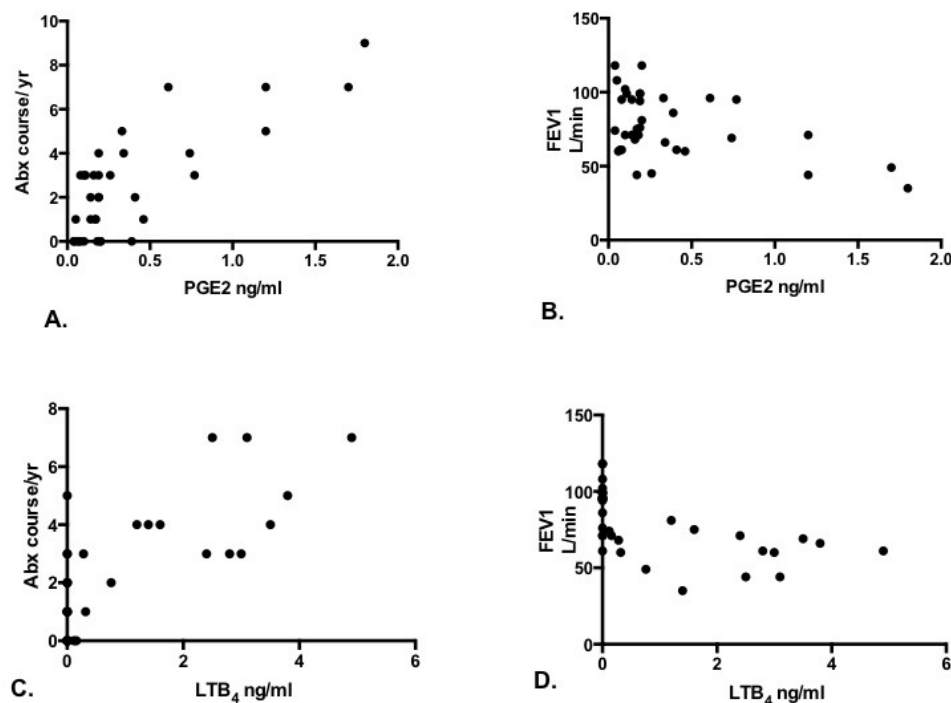 10
8
6
4
2
0
Abx course/ yr
0.0 0.5 1.0 1.5 2.0
PGE2 ng/ml
A.
150
100
50
0
FEV1
L/min
0.0 0.5 1.0 1.5 2.0
PGE2 ng/ml
B.
8
6
4
2
0
Abx course/yr
0 2 4 6
LTB4 ng/ml
C.
150
100
50
0
FEV1
L/min
0 2 4 6
LTB4 ng/ml
D.